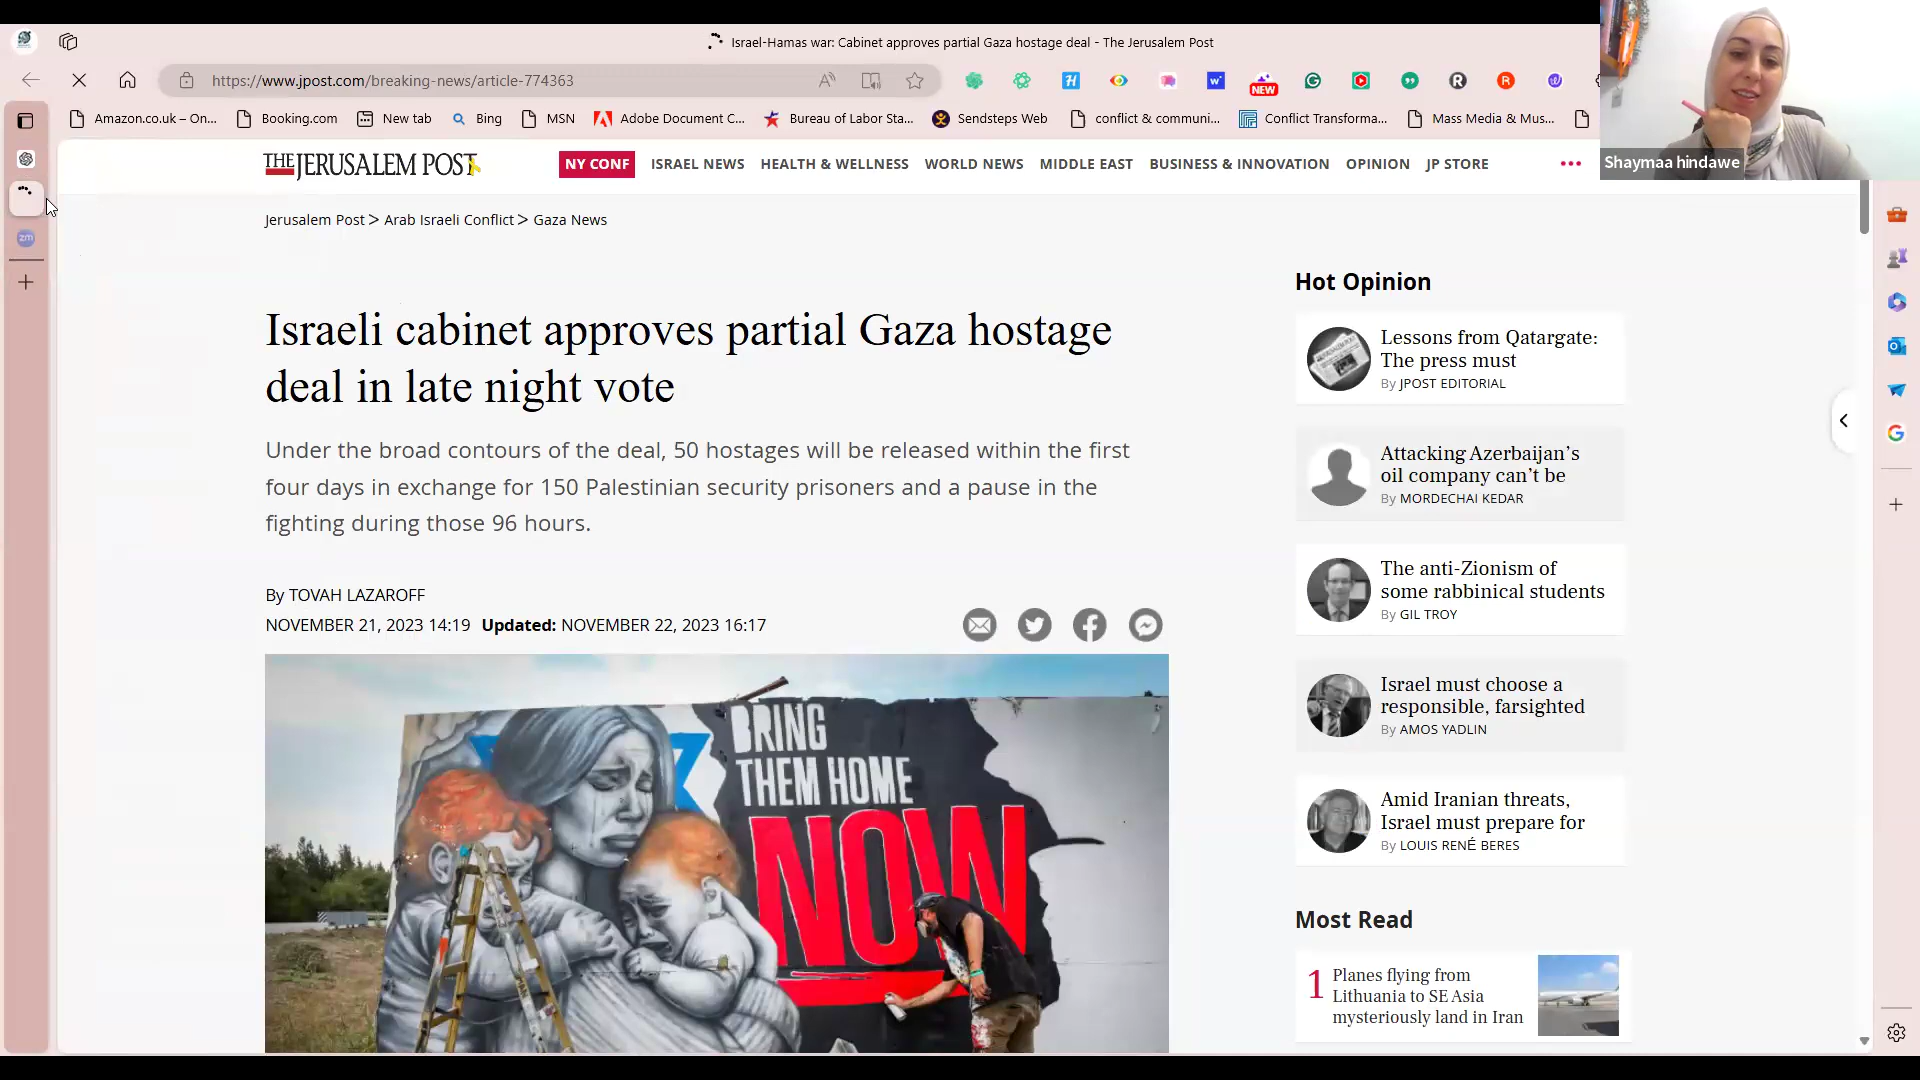 Israel-Hamas war: Cabinet approves partial Gaza hostage deal - The Jerusalem Post
https://www.jpost.com/breaking-news/article-774363
NEW
Amazon.co.uk – On... Booking.com New tab Bing MSN Adobe Document C... Bureau of Labor Sta... Sendsteps Web conflict & communi... Conflict Transforma... Mass Media & Mus...
THE JERUSALEM POST NY CONF ISRAEL NEWS HEALTH & WELLNESS WORLD NEWS MIDDLE EAST BUSINESS & INNOVATION OPINION JP STORE
Shaymaa hindawe
zm
Jerusalem Post > Arab Israeli Conflict > Gaza News
Israeli cabinet approves partial Gaza hostage
deal in late night vote
Under the broad contours of the deal, 50 hostages will be released within the first
four days in exchange for 150 Palestinian security prisoners and a pause in the
fighting during those 96 hours.
By TOVAH LAZAROFF
NOVEMBER 21, 2023 14:19 Updated: NOVEMBER 22, 2023 16:17
BRING
THEM HOME
NOW
Hot Opinion
Lessons from Qatargate:
The press must
By JPOST EDITORIAL
Attacking Azerbaijan’s
oil company can’t be
By MORDECHAI KEDAR
The anti-Zionism of
some rabbinical students
By GIL TROY
Israel must choose a
responsible, farsighted
By AMOS YADLIN
Amid Iranian threats,
Israel must prepare for
By LOUIS RENÉ BERES
Most Read
1 Planes flying from
Lithuania to SE Asia
mysteriously land in Iran